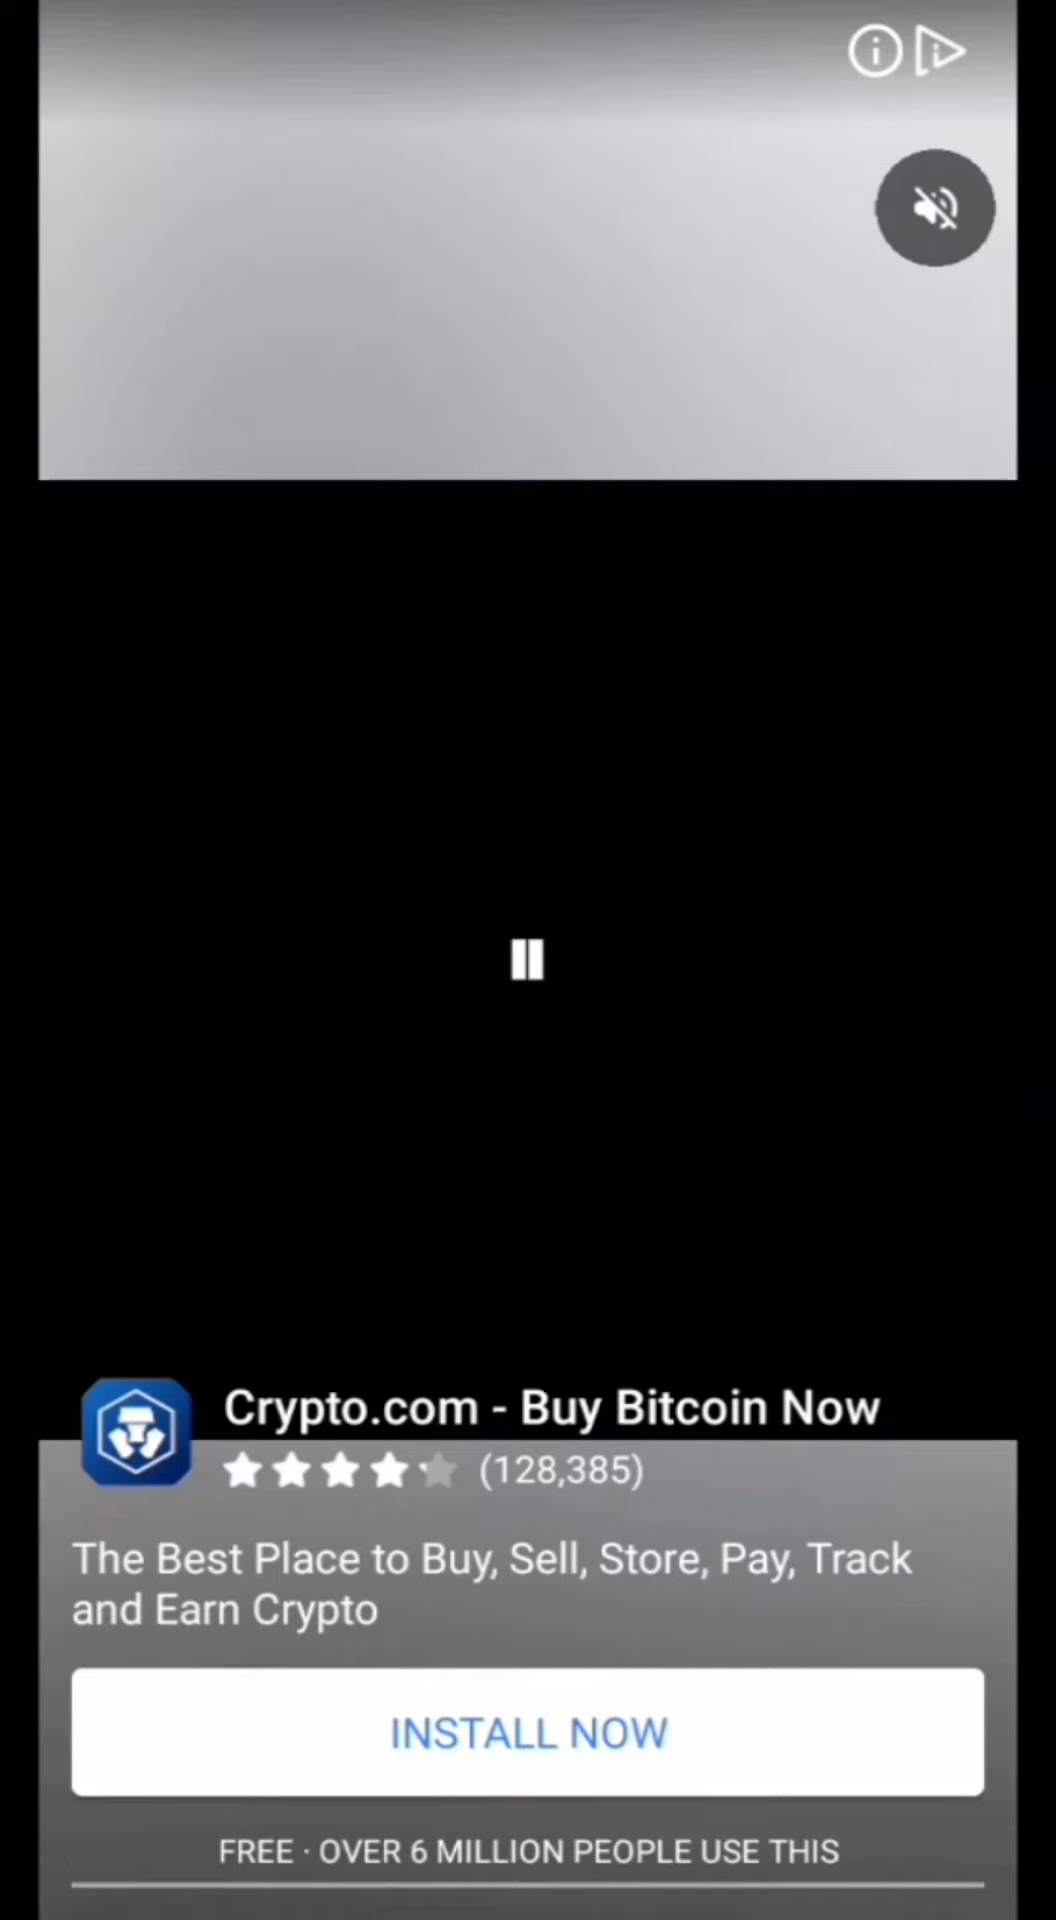 Crypto.com - Buy Bitcoin Now
(128,385)
The Best Place to Buy, Sell, Store, Pay, Track
and Earn Crypto
INSTALL NOW
FREE · OVER 6 MILLION PEOPLE USE THIS